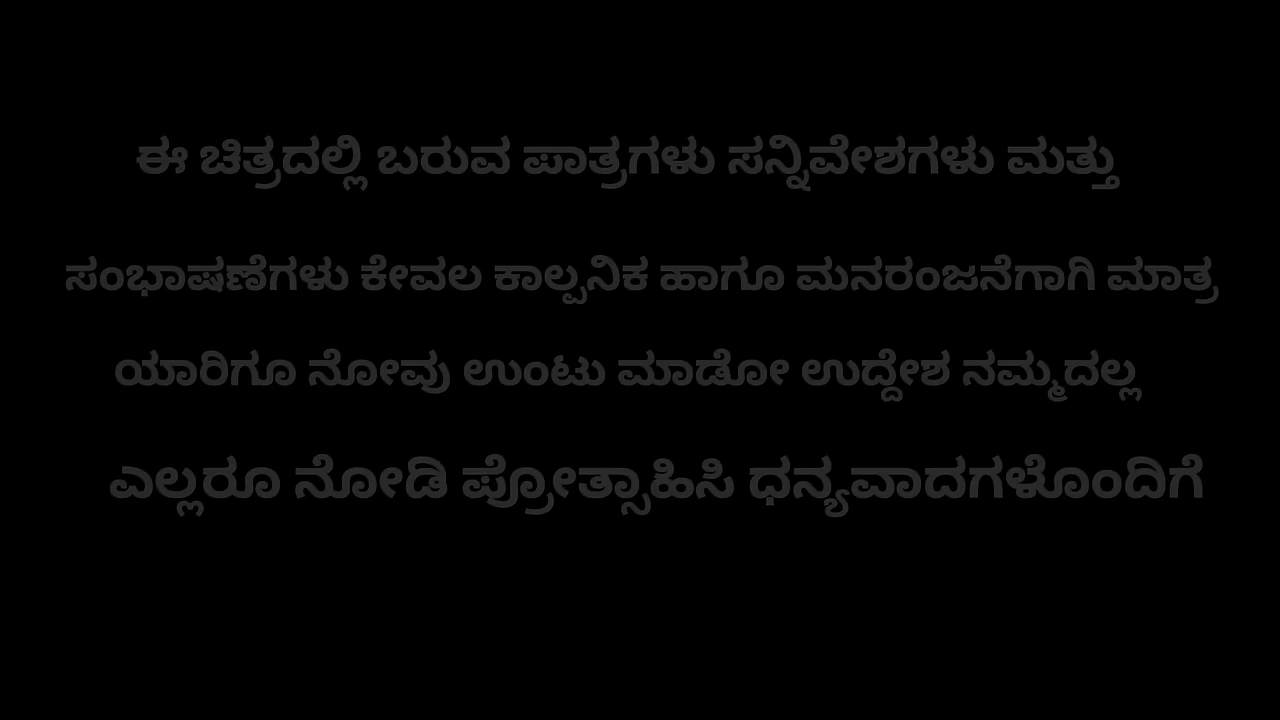 ಈ ಚಿತ್ರದಲ್ಲಿ ಬರುವ ಪಾತ್ರಗಳು ಸನ್ನಿವೇಶಗಳು ಮತ್ತು
ಸಂಭಾಷಣೆಗಳು ಕೇವಲ ಕಾಲ್ಪನಿಕ ಹಾಗೂ ಮನರಂಜನೆಗಾಗಿ ಮಾತ್ರ
ಯಾರಿಗೂ ನೋವು ಉಂಟು ಮಾಡೋ ಉದ್ದೇಶ ನಮ್ಮದಲ್ಲ
ಎಲ್ಲರೂ ನೋಡಿ ಪ್ರೋತ್ಸಾಹಿಸಿ ಧನ್ಯವಾದಗಳೊಂದಿಗೆ